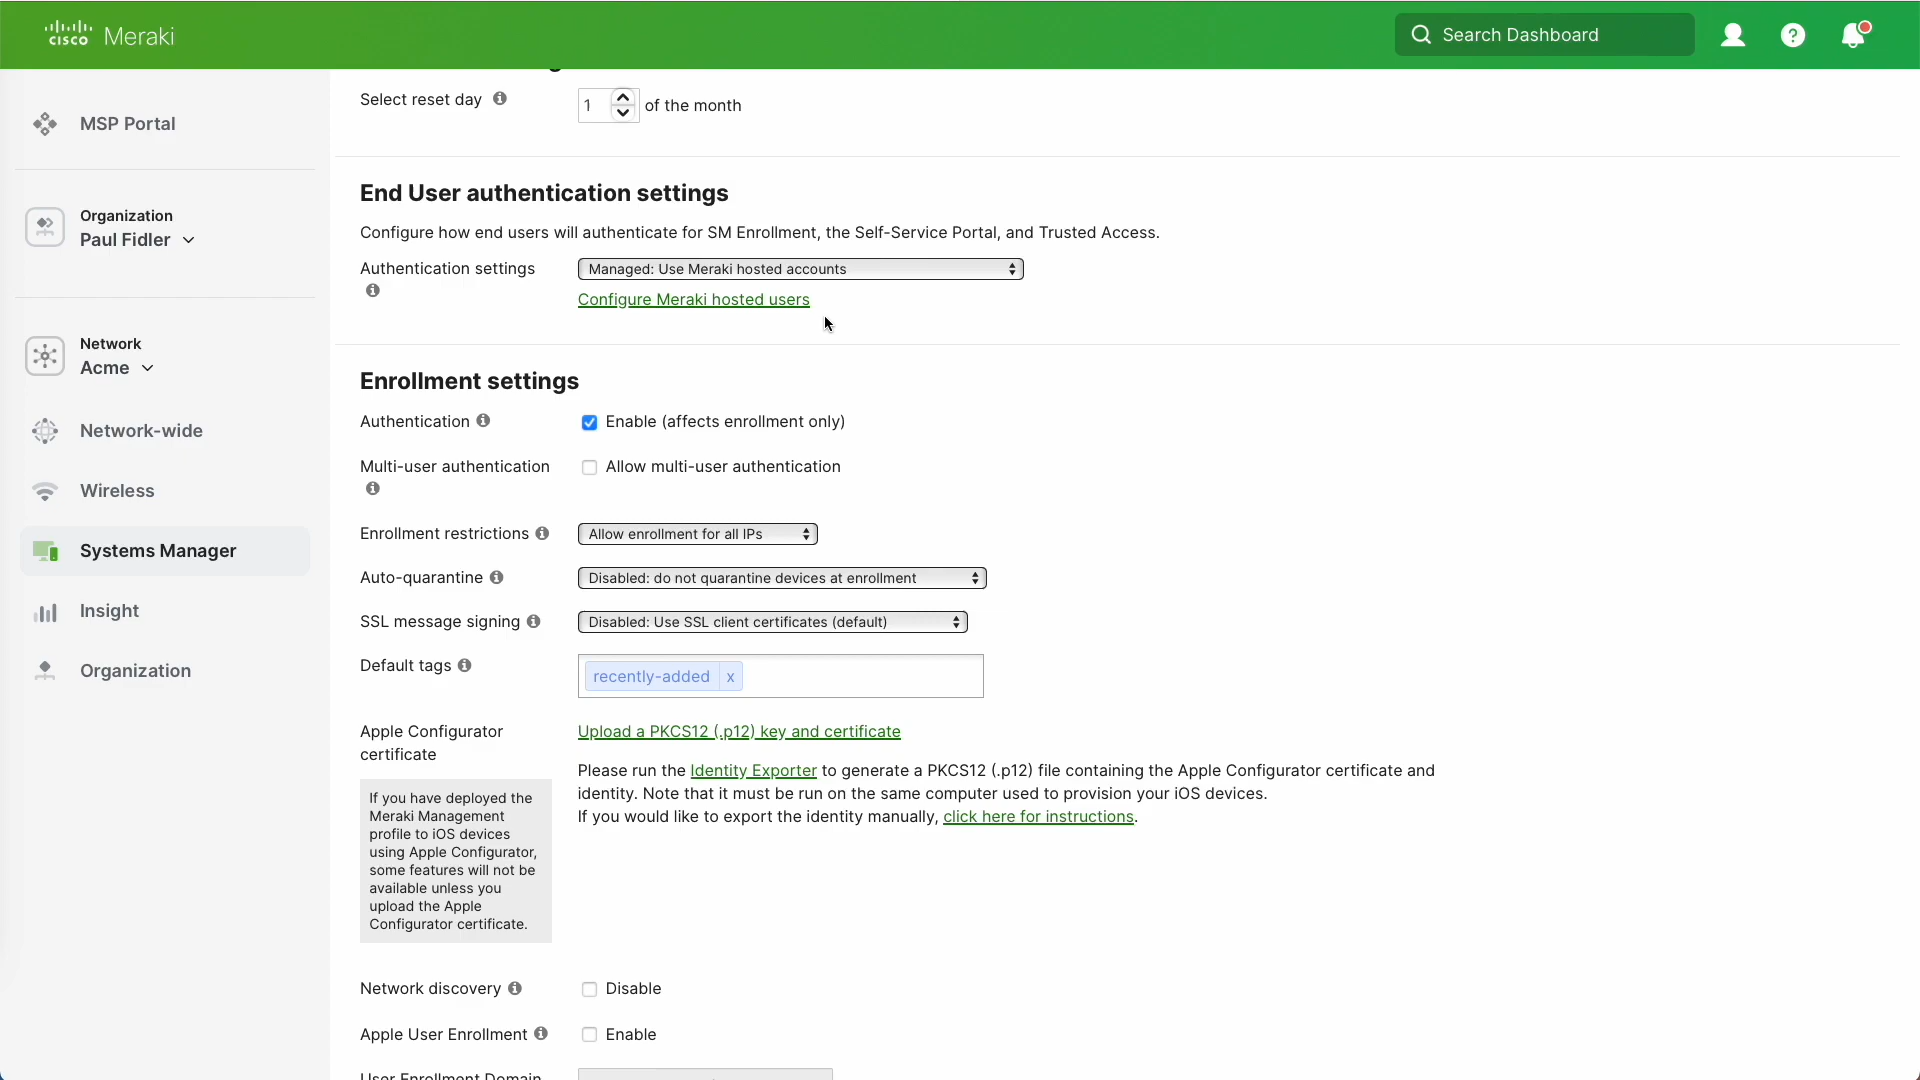 CISCO Meraki
Search Dashboard
?
MSP Portal
Organization
Paul Fidler
Network
Acme
Network-wide
Wireless
Systems Manager
Insight
Organization
Select reset day
1 of the month
End User authentication settings
Configure how end users will authenticate for SM Enrollment, the Self-Service Portal, and Trusted Access.
Authentication settings Managed: Use Meraki hosted accounts
Configure Meraki hosted users
Enrollment settings
Authentication Enable (affects enrollment only)
Multi-user authentication Allow multi-user authentication
Enrollment restrictions Allow enrollment for all IPs
Auto-quarantine Disabled: do not quarantine devices at enrollment
SSL message signing Disabled: Use SSL client certificates (default)
Default tags recently-added x
Apple Configurator
certificate
Upload a PKCS12 (.p12) key and certificate
Please run the Identity Exporter to generate a PKCS12 (.p12) file containing the Apple Configurator certificate and
identity. Note that it must be run on the same computer used to provision your iOS devices.
If you would like to export the identity manually, click here for instructions.
If you have deployed the
Meraki Management
profile to iOS devices
using Apple Configurator,
some features will not be
available unless you
upload the Apple
Configurator certificate.
Network discovery Disable
Apple User Enrollment Enable
User Enrollment Domain